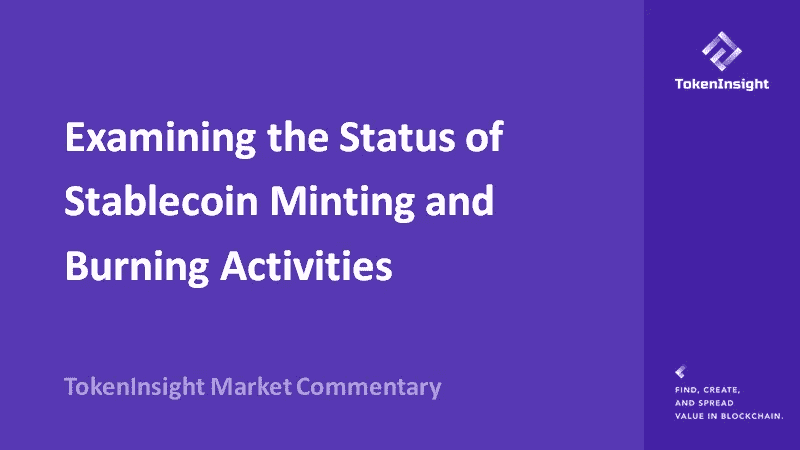 TokenInsight
Examining the Status of
Stablecoin Minting and
Burning Activities
TokenInsight Market Commentary
FIND, CREATE,
AND SPREAD
VALUE IN BLOCKCHAIN.